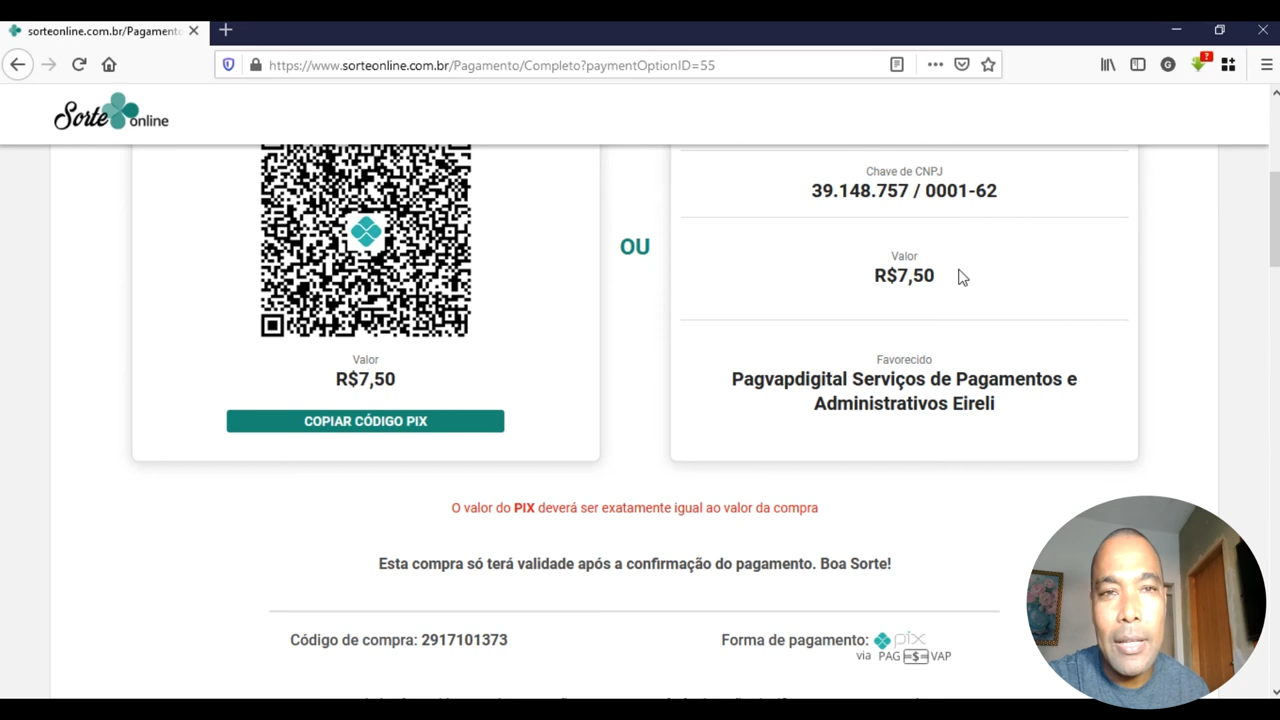 sorteonline.com.br/Pagamento
https://www.sorteonline.com.br/Pagamento/Completo?paymentOptionID=55
G
?
Sorte online
Chave de CNPJ
39.148.757 / 0001-62
OU
Valor
R$7,50
Valor
R$7,50
COPIAR CÓDIGO PIX
Favorecido
Pagvapdigital Serviços de Pagamentos e
Administrativos Eireli
O valor do PIX deverá ser exatamente igual ao valor da compra
Esta compra só terá validade após a confirmação do pagamento. Boa Sorte!
Código de compra: 2917101373
Forma de pagamento: pix
via PAG =$= VAP